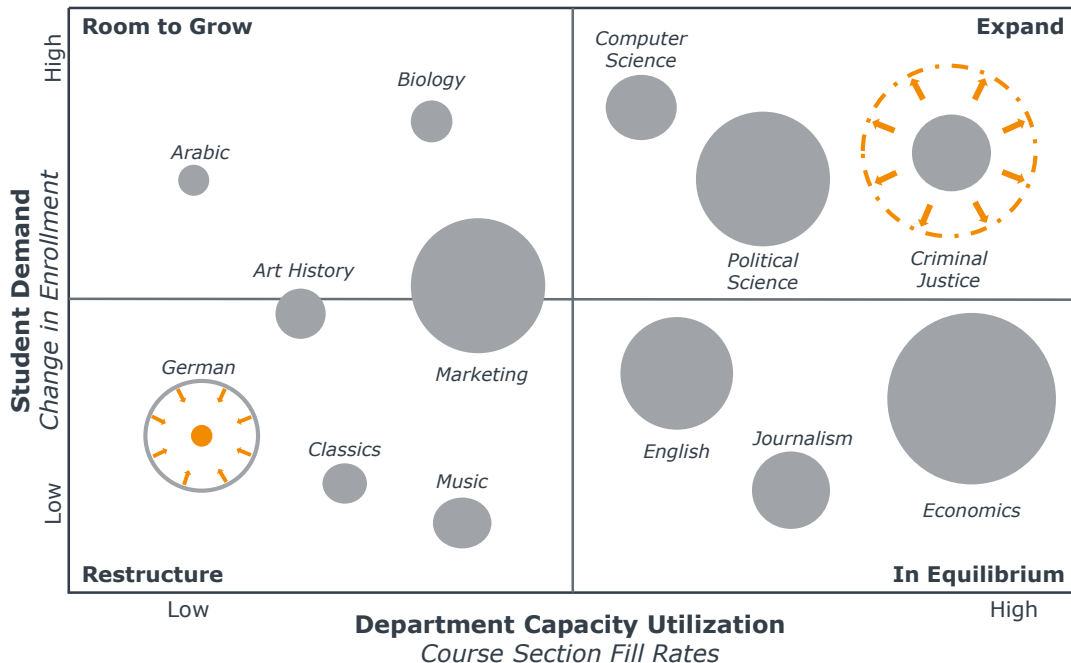 Room to Grow
Expand
High
Computer
Science
Biology
Arabic
Student Demand
Change in Enrollment
Art History
Political
Science
Criminal
Justice
German
Marketing
Classics
Music
English
Journalism
Economics
Low
Restructure
In Equilibrium
Low
High
Department Capacity Utilization
Course Section Fill Rates